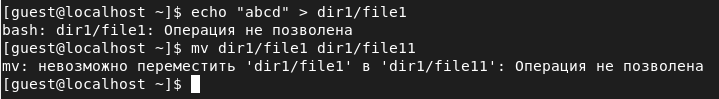 [guest@localhost ~]$ echo "abcd" > dir1/file1
bash: dir1/file1: Операция не позволена
[guest@localhost ~]$ mv dir1/file1 dir1/file11
mv: невозможно переместить 'dir1/file1' в 'dir1/file11': Операция не позволена
[guest@localhost ~]$